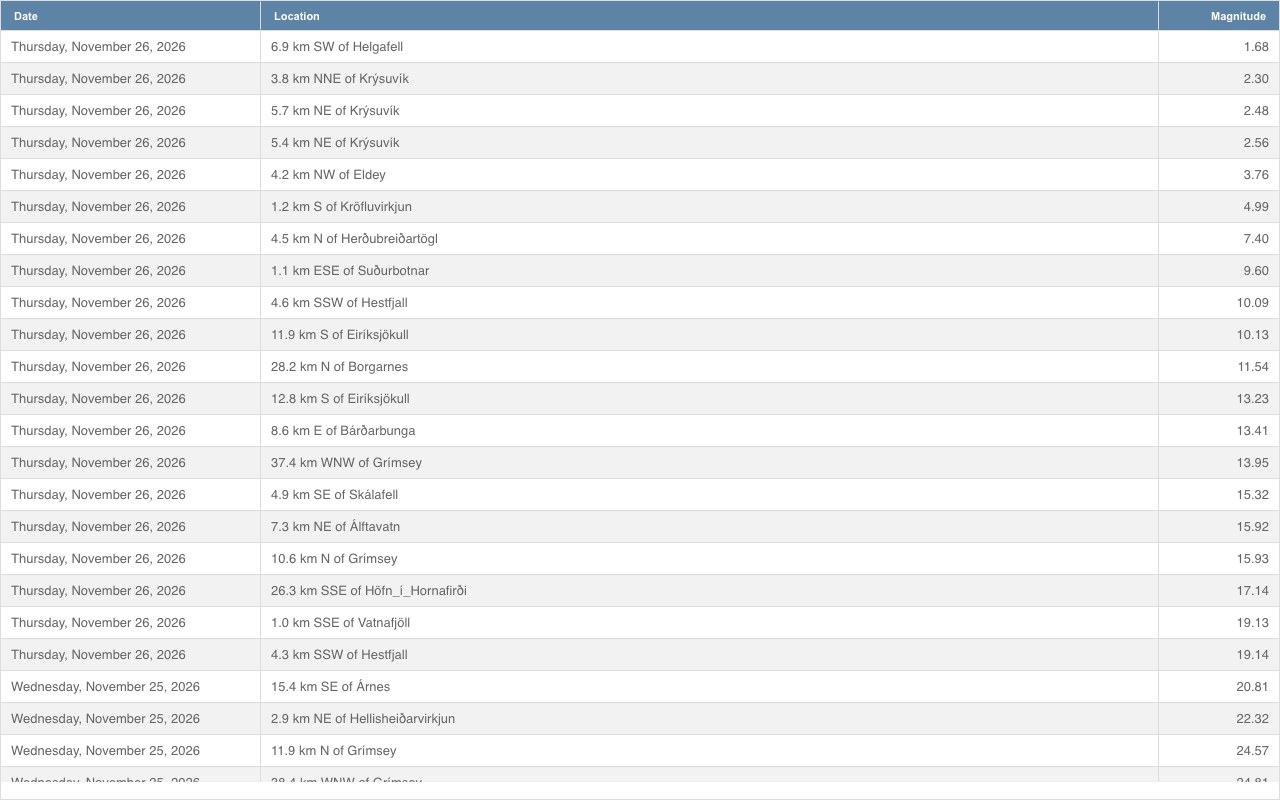 Date Location Magnitude
Thursday, November 26, 2026 6.9 km SW of Helgafell 1.68
Thursday, November 26, 2026 3.8 km NNE of Krýsuvík 2.30
Thursday, November 26, 2026 5.7 km NE of Krýsuvík 2.48
Thursday, November 26, 2026 5.4 km NE of Krýsuvík 2.56
Thursday, November 26, 2026 4.2 km NW of Eldey 3.76
Thursday, November 26, 2026 1.2 km S of Kröfluvirkjun 4.99
Thursday, November 26, 2026 4.5 km N of Herðubreiðartögl 7.40
Thursday, November 26, 2026 1.1 km ESE of Suðurbotnar 9.60
Thursday, November 26, 2026 4.6 km SSW of Hestfjall 10.09
Thursday, November 26, 2026 11.9 km S of Eiríksjökull 10.13
Thursday, November 26, 2026 28.2 km N of Borgarnes 11.54
Thursday, November 26, 2026 12.8 km S of Eiríksjökull 13.23
Thursday, November 26, 2026 8.6 km E of Bárðarbunga 13.41
Thursday, November 26, 2026 37.4 km WNW of Grímsey 13.95
Thursday, November 26, 2026 4.9 km SE of Skálafell 15.32
Thursday, November 26, 2026 7.3 km NE of Álftavatn 15.92
Thursday, November 26, 2026 10.6 km N of Grímsey 15.93
Thursday, November 26, 2026 26.3 km SSE of Höfn_í_Hornafirði 17.14
Thursday, November 26, 2026 1.0 km SSE of Vatnafjöll 19.13
Thursday, November 26, 2026 4.3 km SSW of Hestfjall 19.14
Wednesday, November 25, 2026 15.4 km SE of Árnes 20.81
Wednesday, November 25, 2026 2.9 km NE of Hellisheiðarvirkjun 22.32
Wednesday, November 25, 2026 11.9 km N of Grímsey 24.57
Wednesday, November 25, 2026 38.4 km WNW of Grímsey 24.81